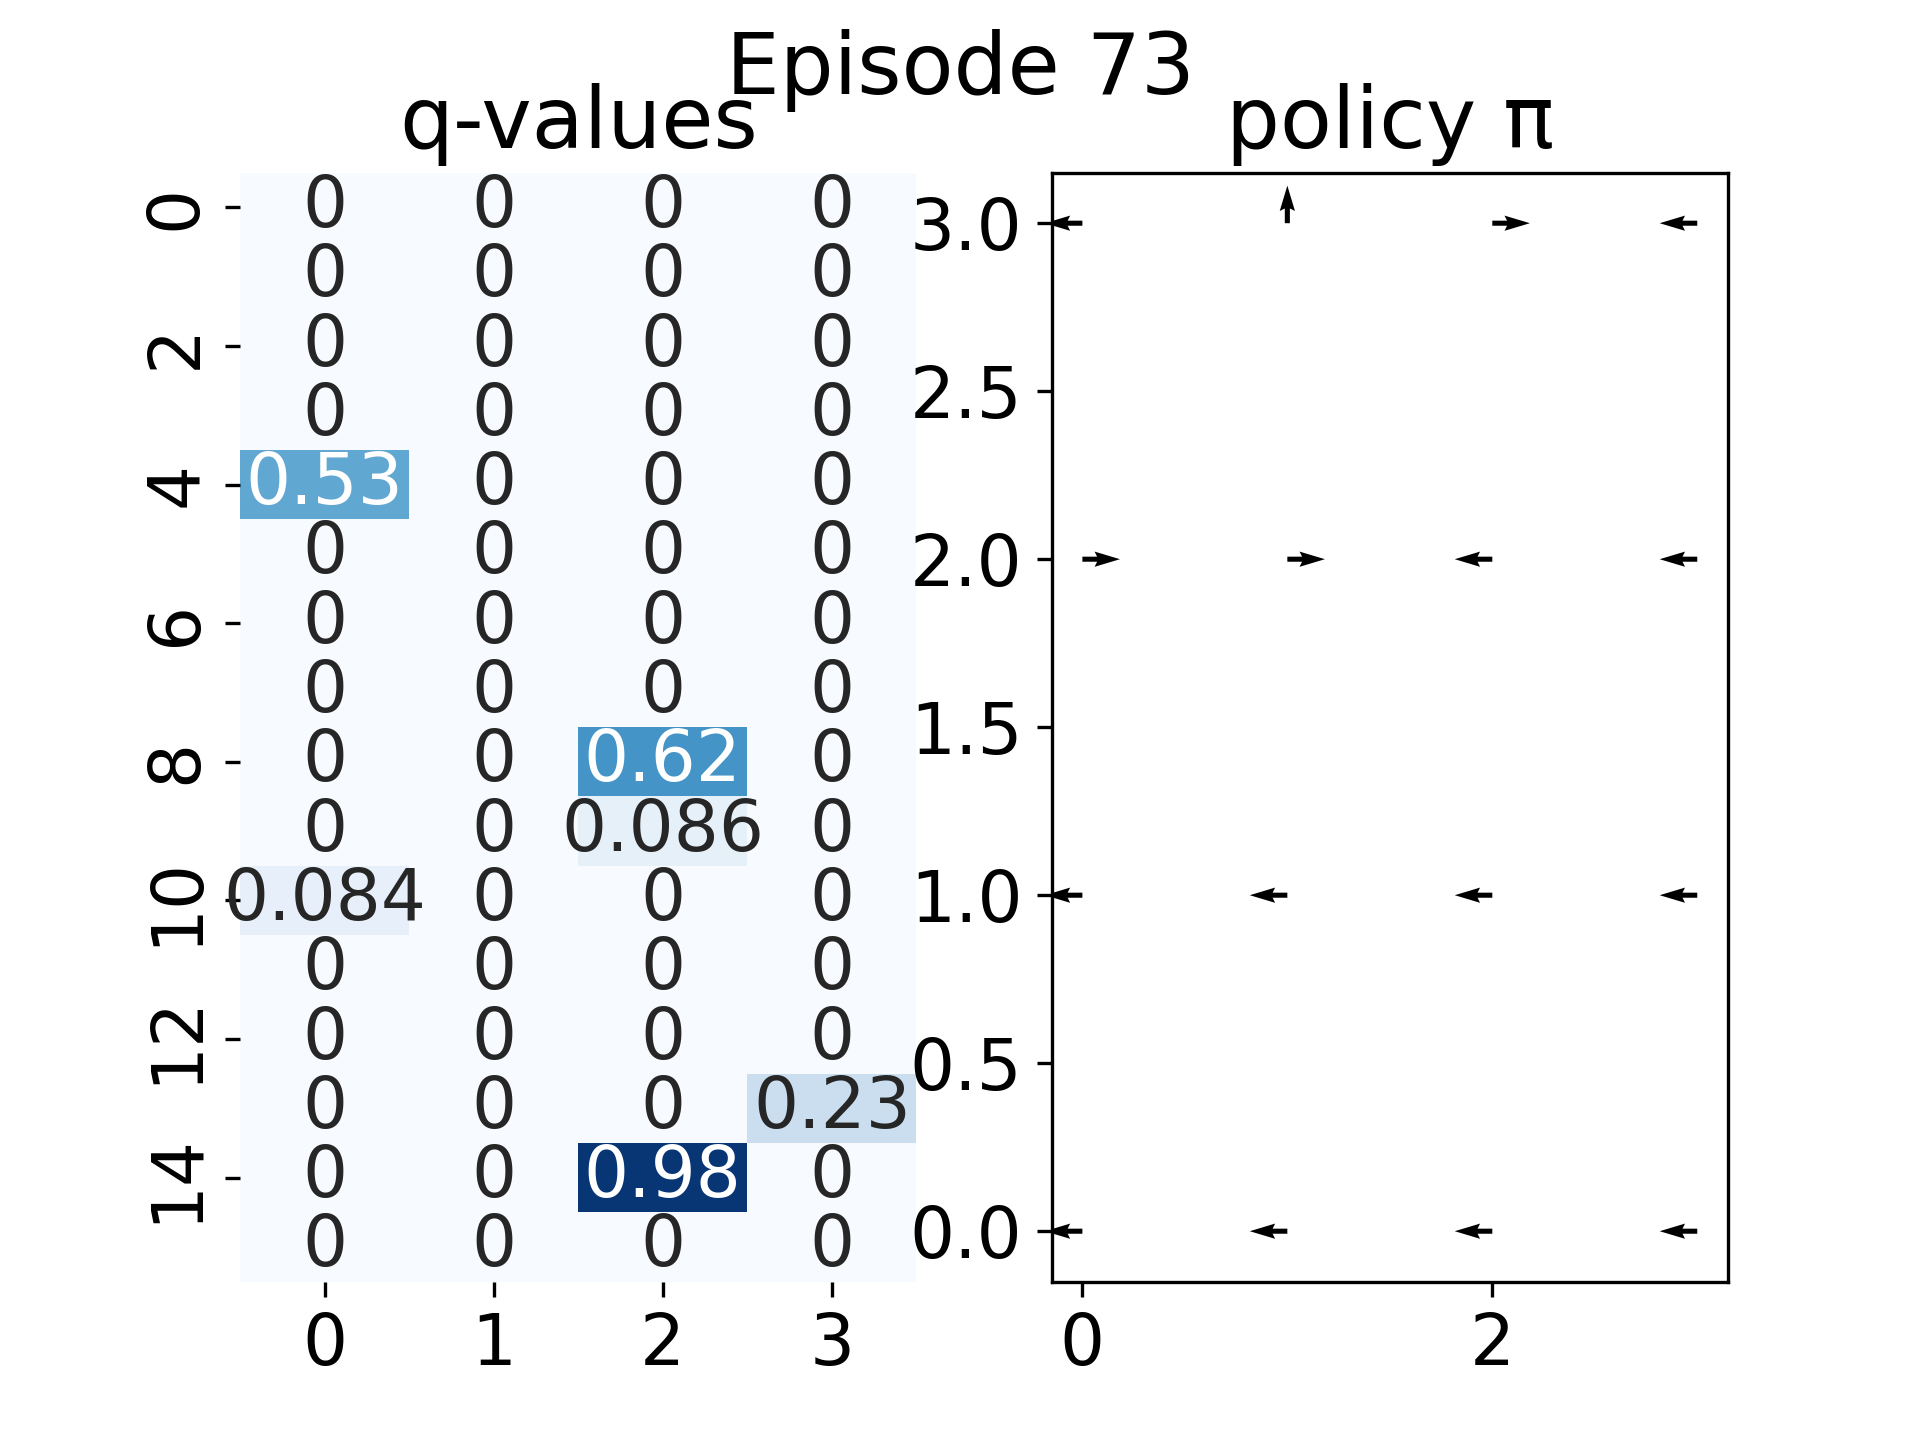 Episode 73
q-values
policy π
0 0 0 0 0
0 0 0 0
2 0 0 0 0
0 0 0 0
4 0.53 0 0 0
0 0 0 0
6 0 0 0 0
0 0 0 0
8 0 0 0.62 0
0 0 0.086 0
10 0.084 0 0 0
0 0 0 0
12 0 0 0 0
0 0 0 0.23
14 0 0 0.98 0
0 0 0 0
0 1 2 3
3.0
2.5
2.0
1.5
1.0
0.5
0.0
0 2